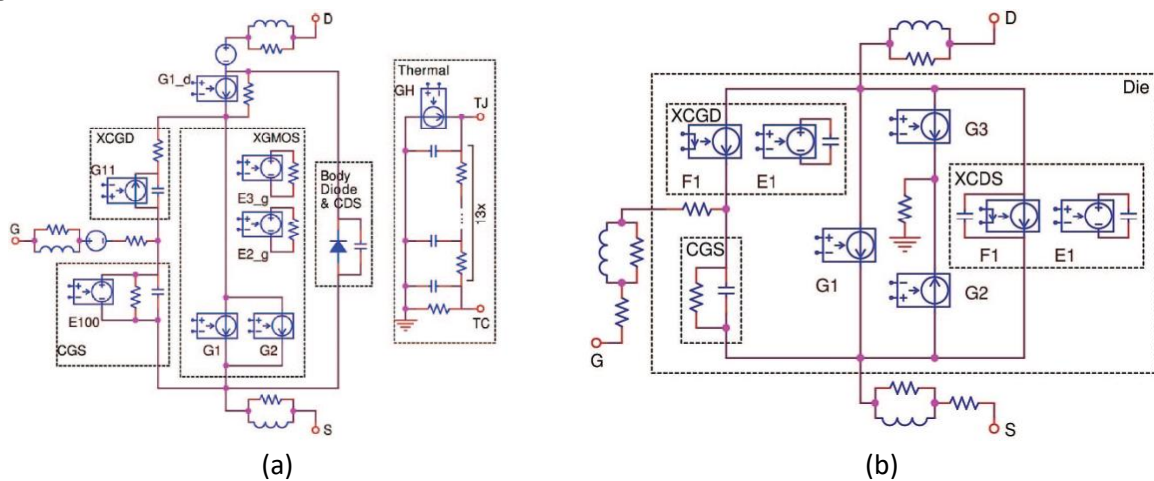 D
G1_d
Thermal
GH
TJ
XCGD
G11
XGMOS
E3_g
E2_g
Body
Diode
& CDS
13x
G
E100
CGS
G1
G2
TC
S
(a)
D
Die
XCGD
F1
E1
G3
XCDS
F1
E1
CGS
G1
G2
G
S
(b)